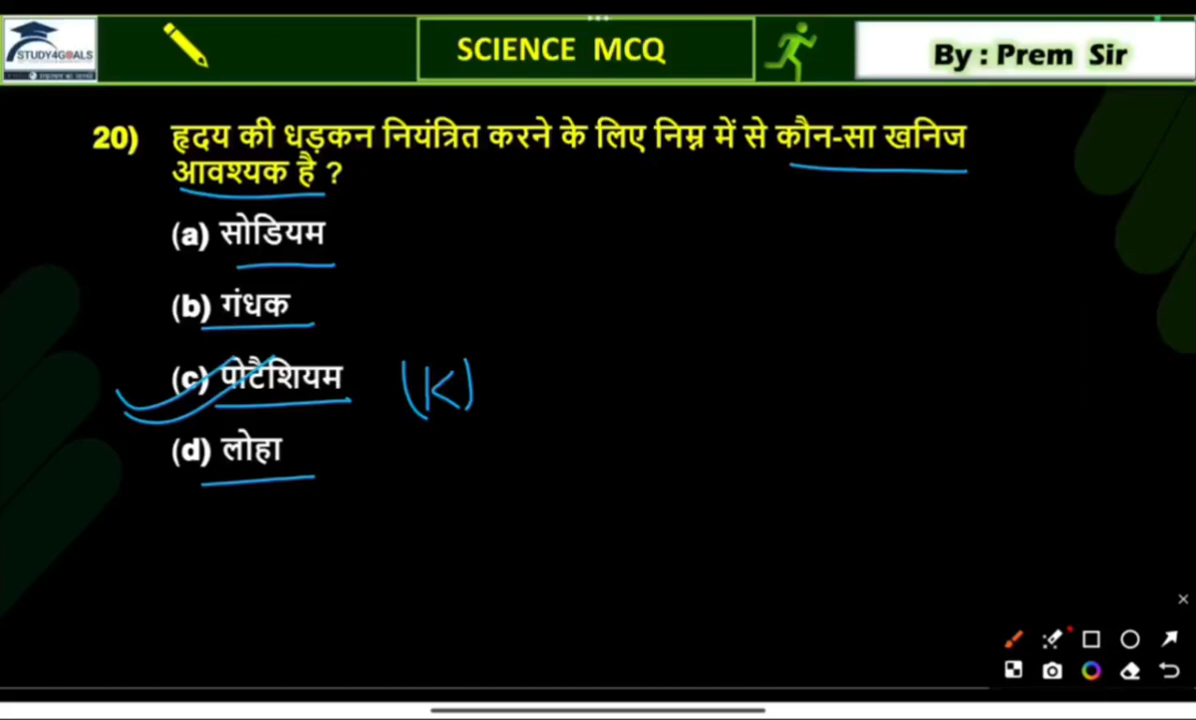 STUDY4GOALS
SCIENCE MCQ
By : Prem Sir
20) हृदय की धड़कन नियंत्रित करने के लिए निम्न में से कौन-सा खनिज
आवश्यक है ?
(a) सोडियम
(b) गंधक
(c) पोटैशियम (K)
(d) लोहा